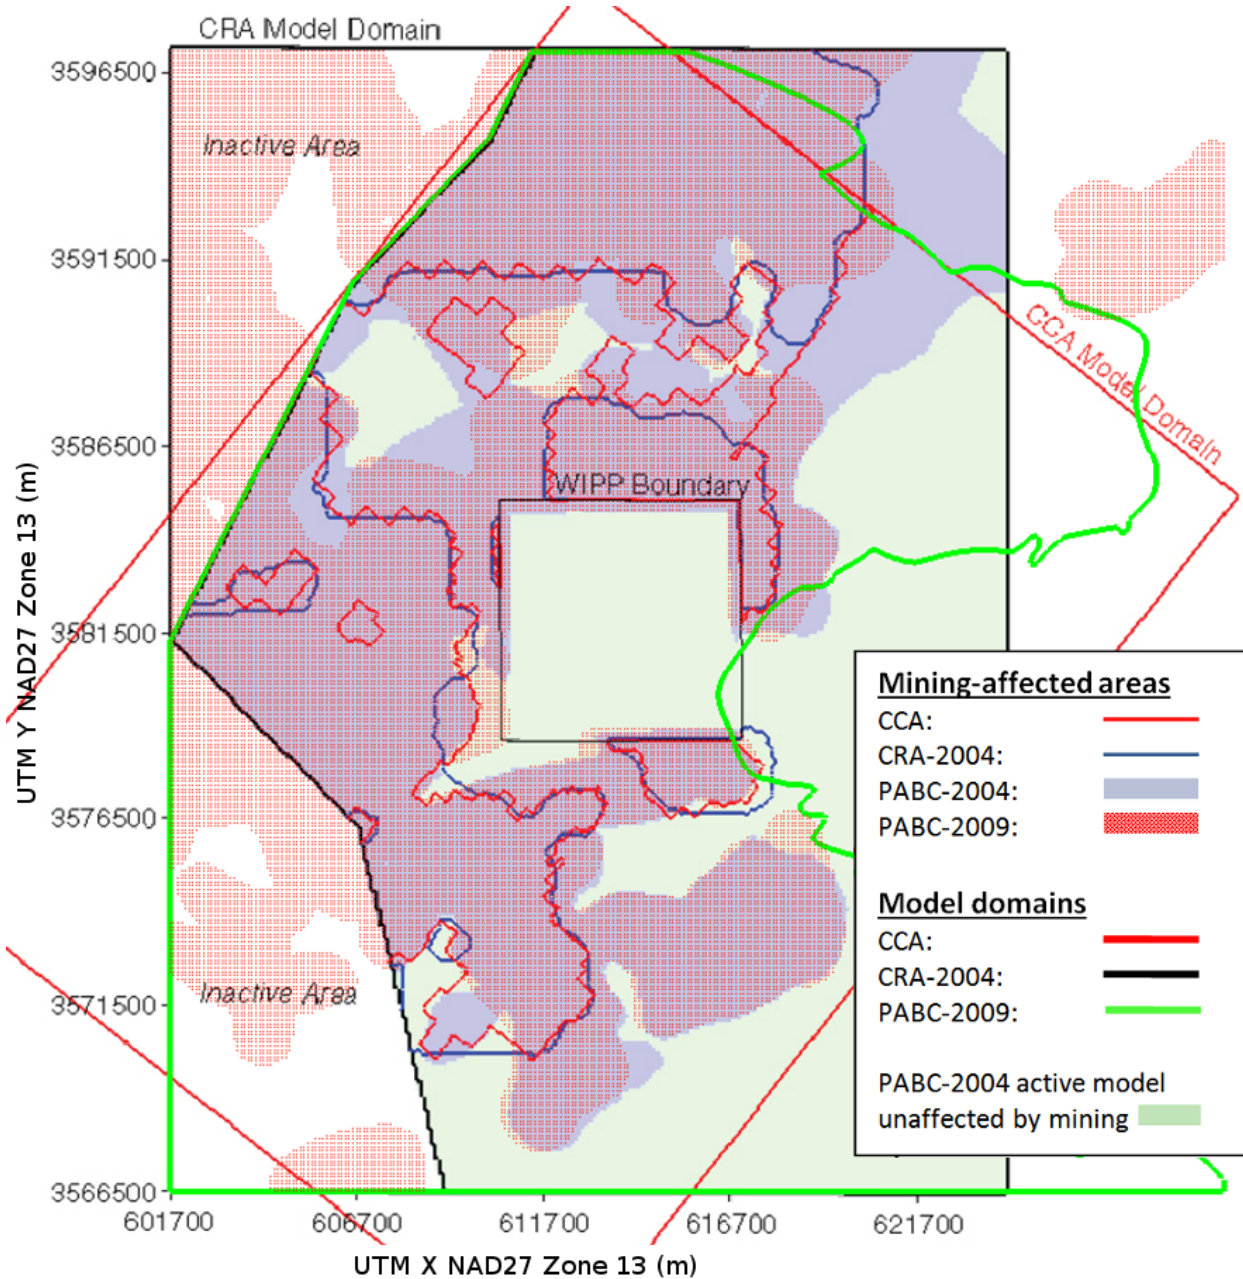 CRA Model Domain
3596500
Inactive Area
3591500
CCA Model Domain
3586500
WIPP Boundary
UTM Y NAD27 Zone 13 (m)
3581500
Mining-affected areas
CCA:
CRA-2004:
PABC-2004:
PABC-2009:
3576500
Model domains
CCA:
CRA-2004:
PABC-2009:
Inactive Area
3571500
PABC-2004 active model
unaffected by mining
3566500
601700 606700 611700 616700 621700
UTM X NAD27 Zone 13 (m)